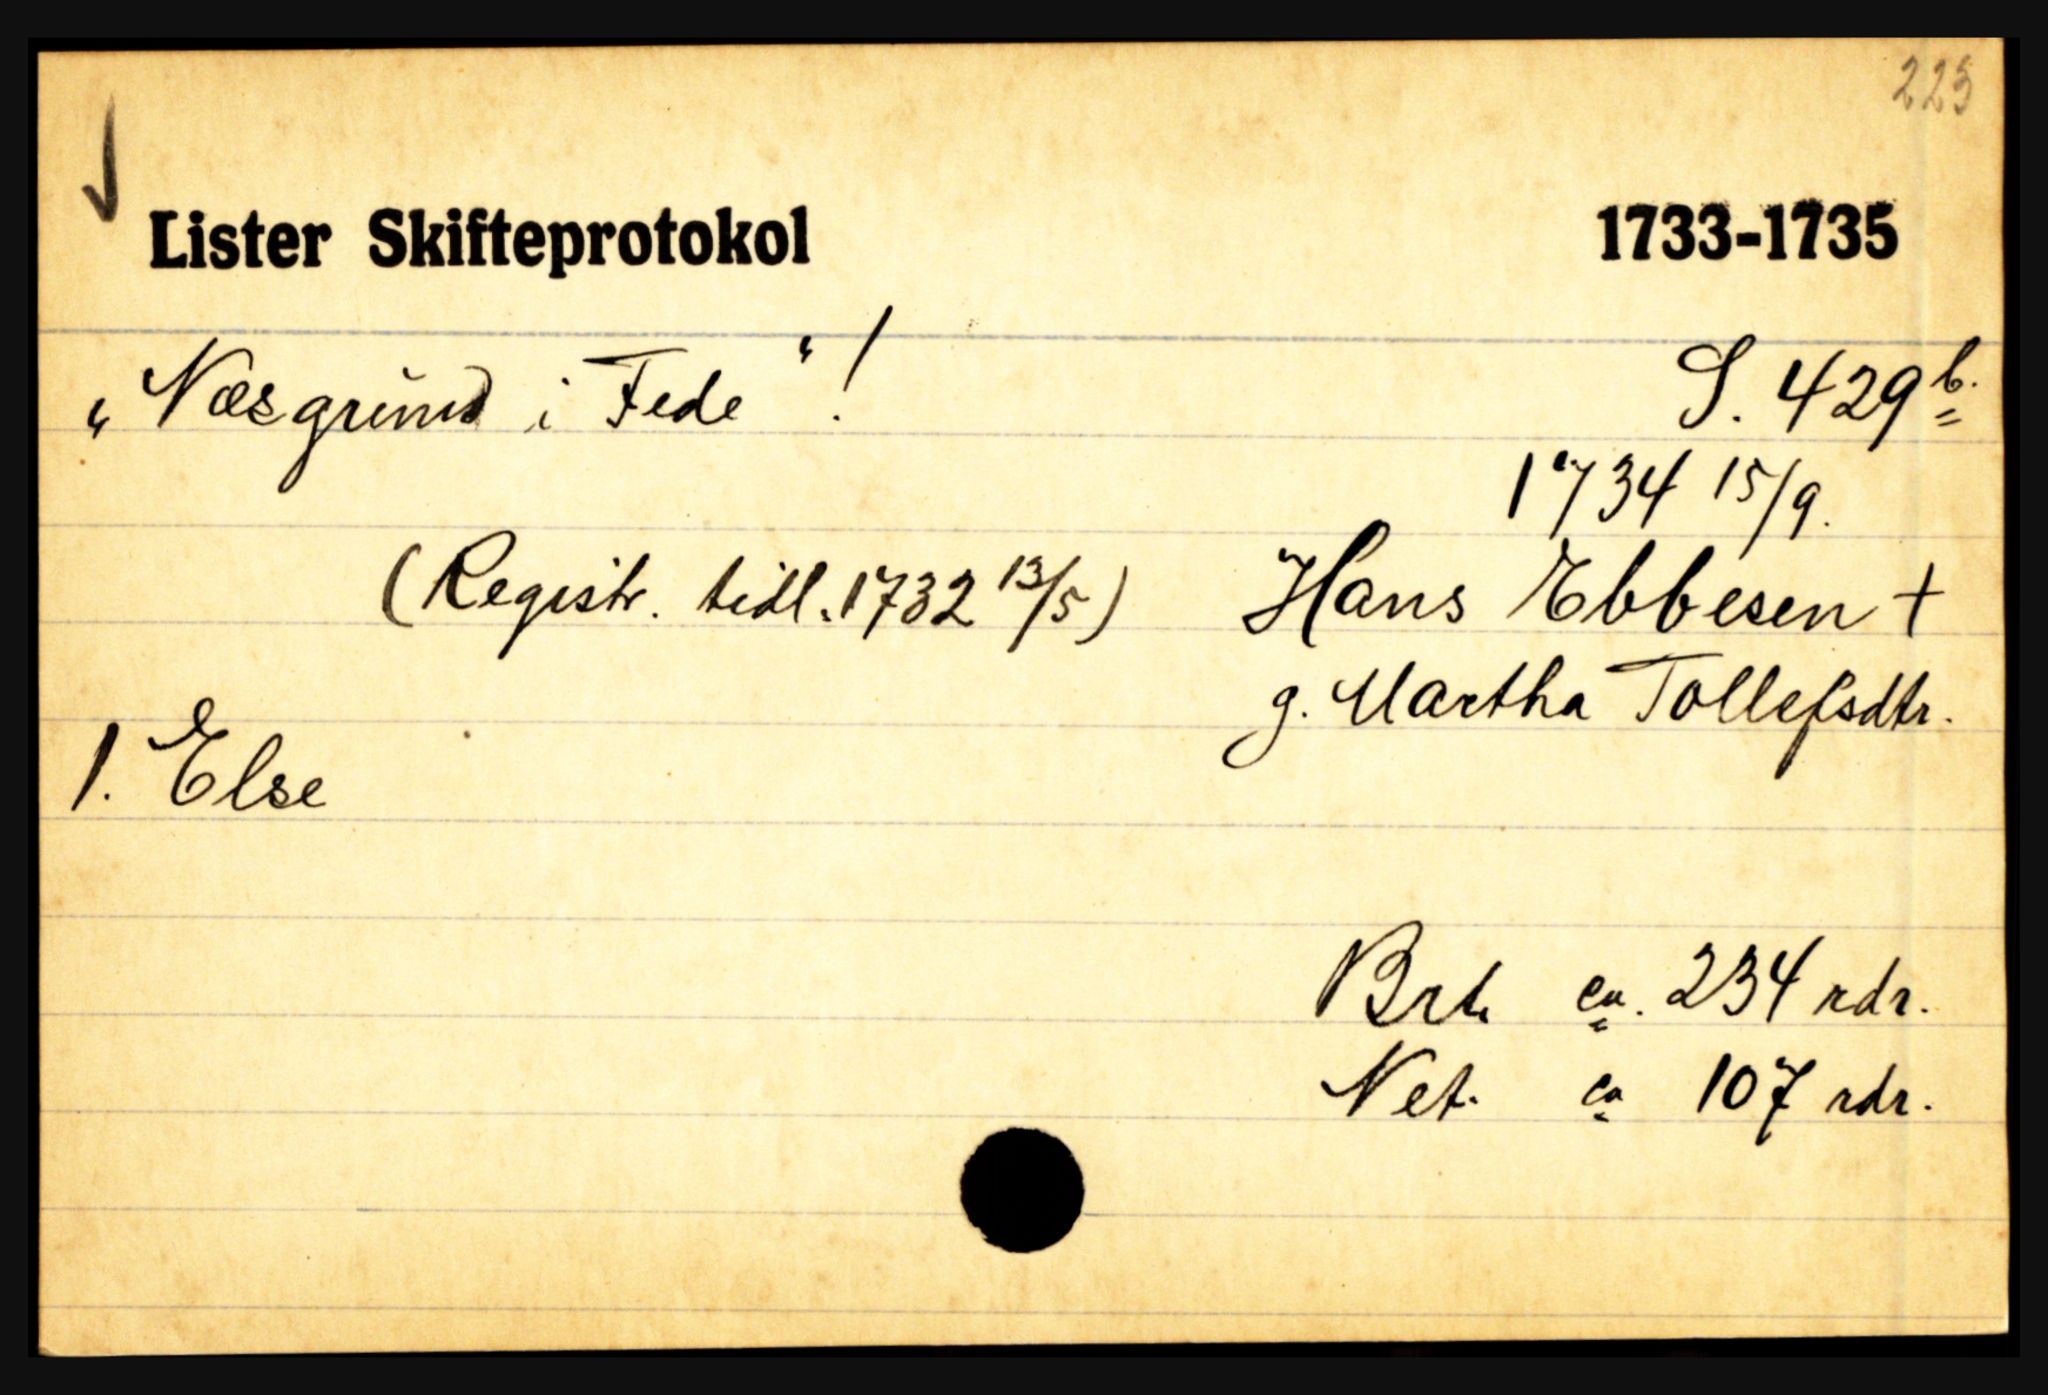 223
Lister Skifteprotokol 1733-1735
„Næsgrind i Fede“! S. 429b.
1734 15/9.
(Registr. tidl. 1732 13/5) Hans Ebbesen +
g. Martha Tollefsdtr.
1. Else
Brt. ca. 234 rdr.
Net. ca 107 rdr.